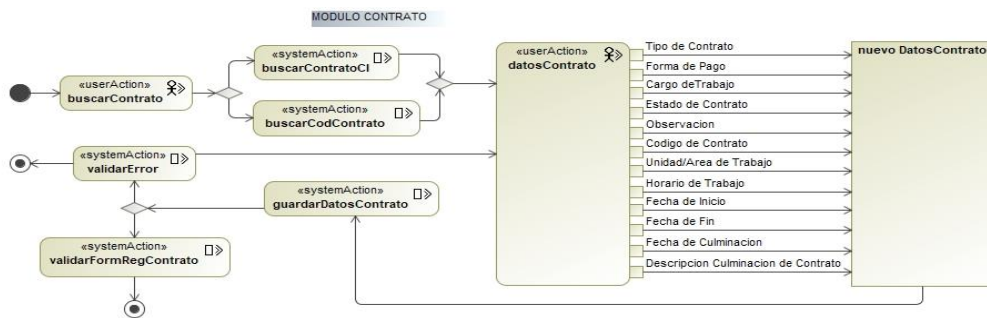 MODULO CONTRATO
«userAction»
buscarContrato
«systemAction»
buscarContratoCI
«systemAction»
buscarCodContrato
«userAction»
datosContrato
Tipo de Contrato
Forma de Pago
Cargo deTrabajo
Estado de Contrato
Observacion
Codigo de Contrato
Unidad/Area de Trabajo
Horario de Trabajo
Fecha de Inicio
Fecha de Fin
Fecha de Culminacion
Descripcion Culminacion de Contrato
nuevo DatosContrato
«systemAction»
validarError
«systemAction»
guardarDatosContrato
«systemAction»
validarFormRegContrato